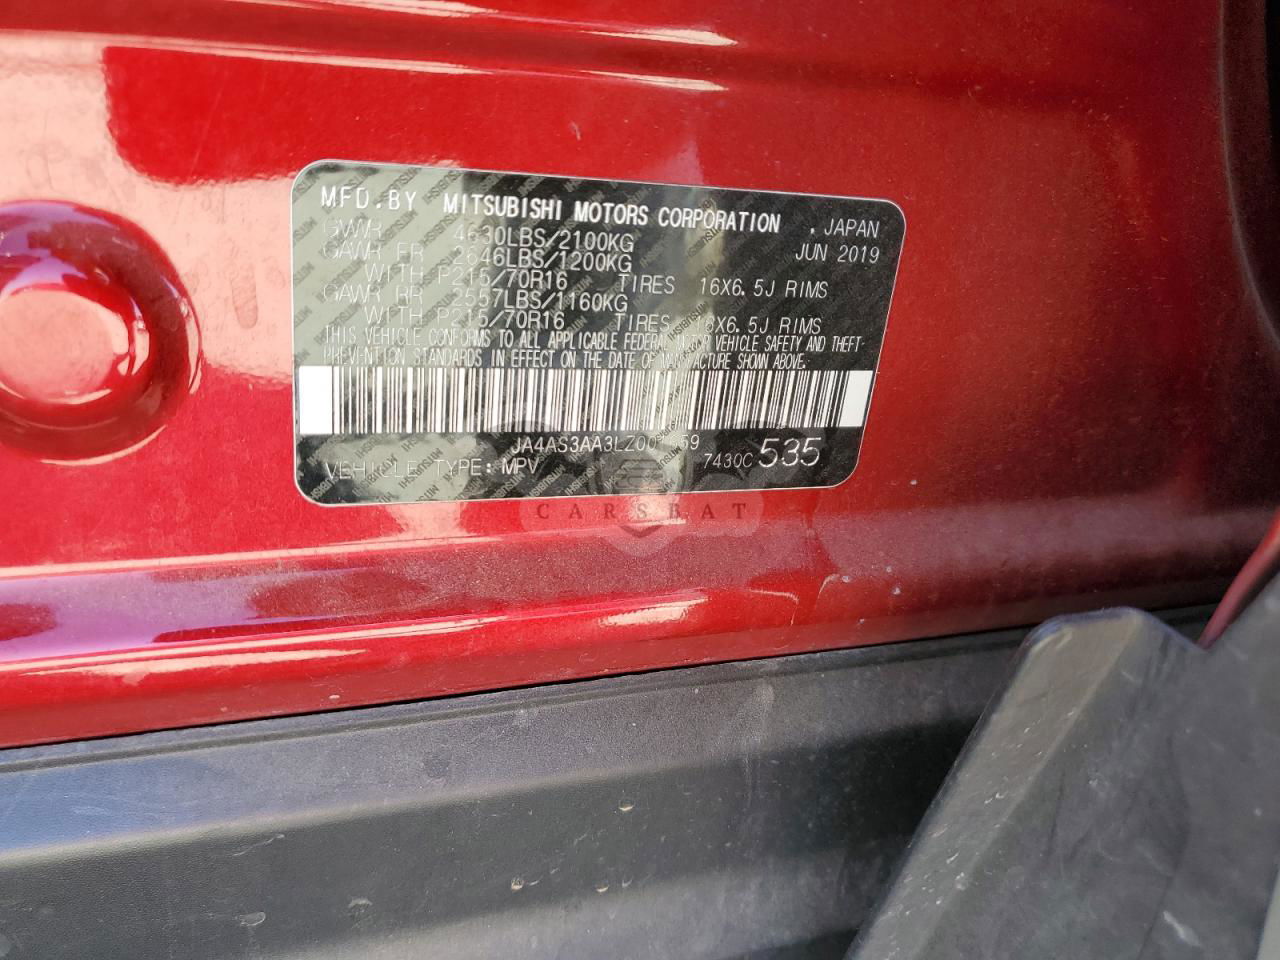 MFD.BY MITSUBISHI MOTORS CORPORATION . JAPAN
GVWR 4630LBS/2100KG JUN 2019
GAWR FR 2646LBS/1200KG
WITH P215/70R16 TIRES 16X6.5J RIMS
GAWR RR 2557LBS/1160KG
WITH P215/70R16 TIRES 16X6.5J RIMS
THIS VEHICLE CONFORMS TO ALL APPLICABLE FEDERAL MOTOR VEHICLE SAFETY AND THEFT
PREVENTION STANDARDS IN EFFECT ON THE DATE OF MANUFACTURE SHOWN ABOVE.
VEHICLE TYPE: MPV 7430C 535
CARSBAT